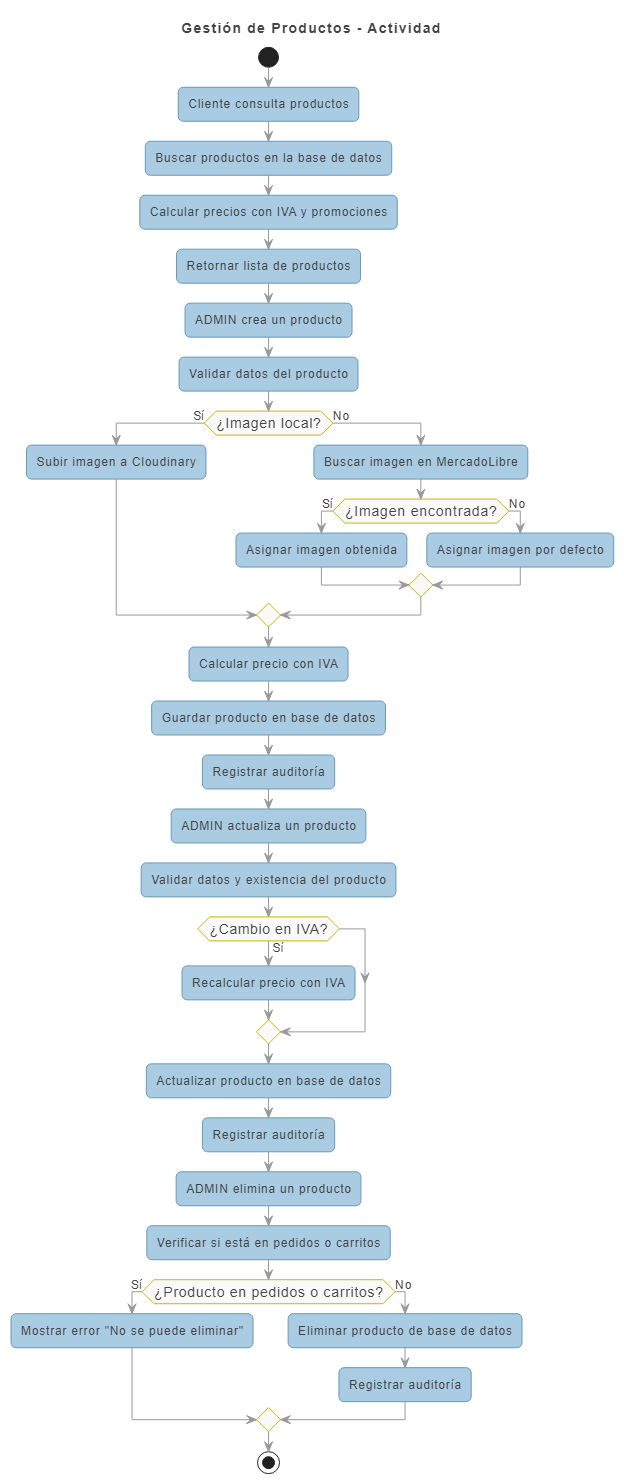 Gestión de Productos - Actividad
Cliente consulta productos
Buscar productos en la base de datos
Calcular precios con IVA y promociones
Retornar lista de productos
ADMIN crea un producto
Validar datos del producto
Sí
¿Imagen local?
No
Subir imagen a Cloudinary
Buscar imagen en MercadoLibre
Sí
¿Imagen encontrada?
No
Asignar imagen obtenida
Asignar imagen por defecto
Calcular precio con IVA
Guardar producto en base de datos
Registrar auditoría
ADMIN actualiza un producto
Validar datos y existencia del producto
¿Cambio en IVA?
Sí
Recalcular precio con IVA
Actualizar producto en base de datos
Registrar auditoría
ADMIN elimina un producto
Verificar si está en pedidos o carritos
Sí
¿Producto en pedidos o carritos?
No
Mostrar error "No se puede eliminar"
Eliminar producto de base de datos
Registrar auditoría